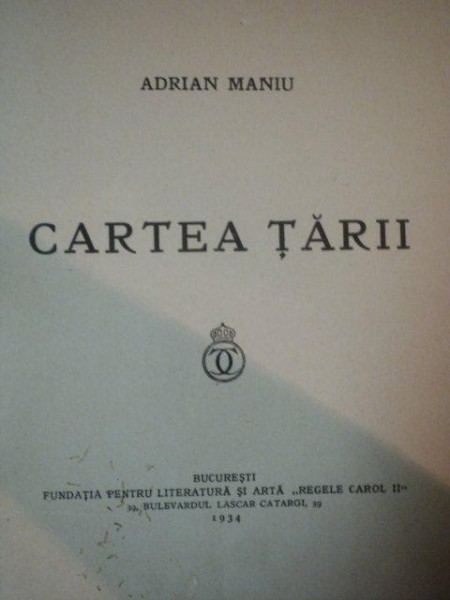 ADRIAN MANIU
CARTEA ȚĂRII
BUCUREȘTI
FUNDAȚIA PENTRU LITERATURĂ ȘI ARTĂ „REGELE CAROL II"
39, BULEVARDUL LASCAR CATARGI, 39
1934